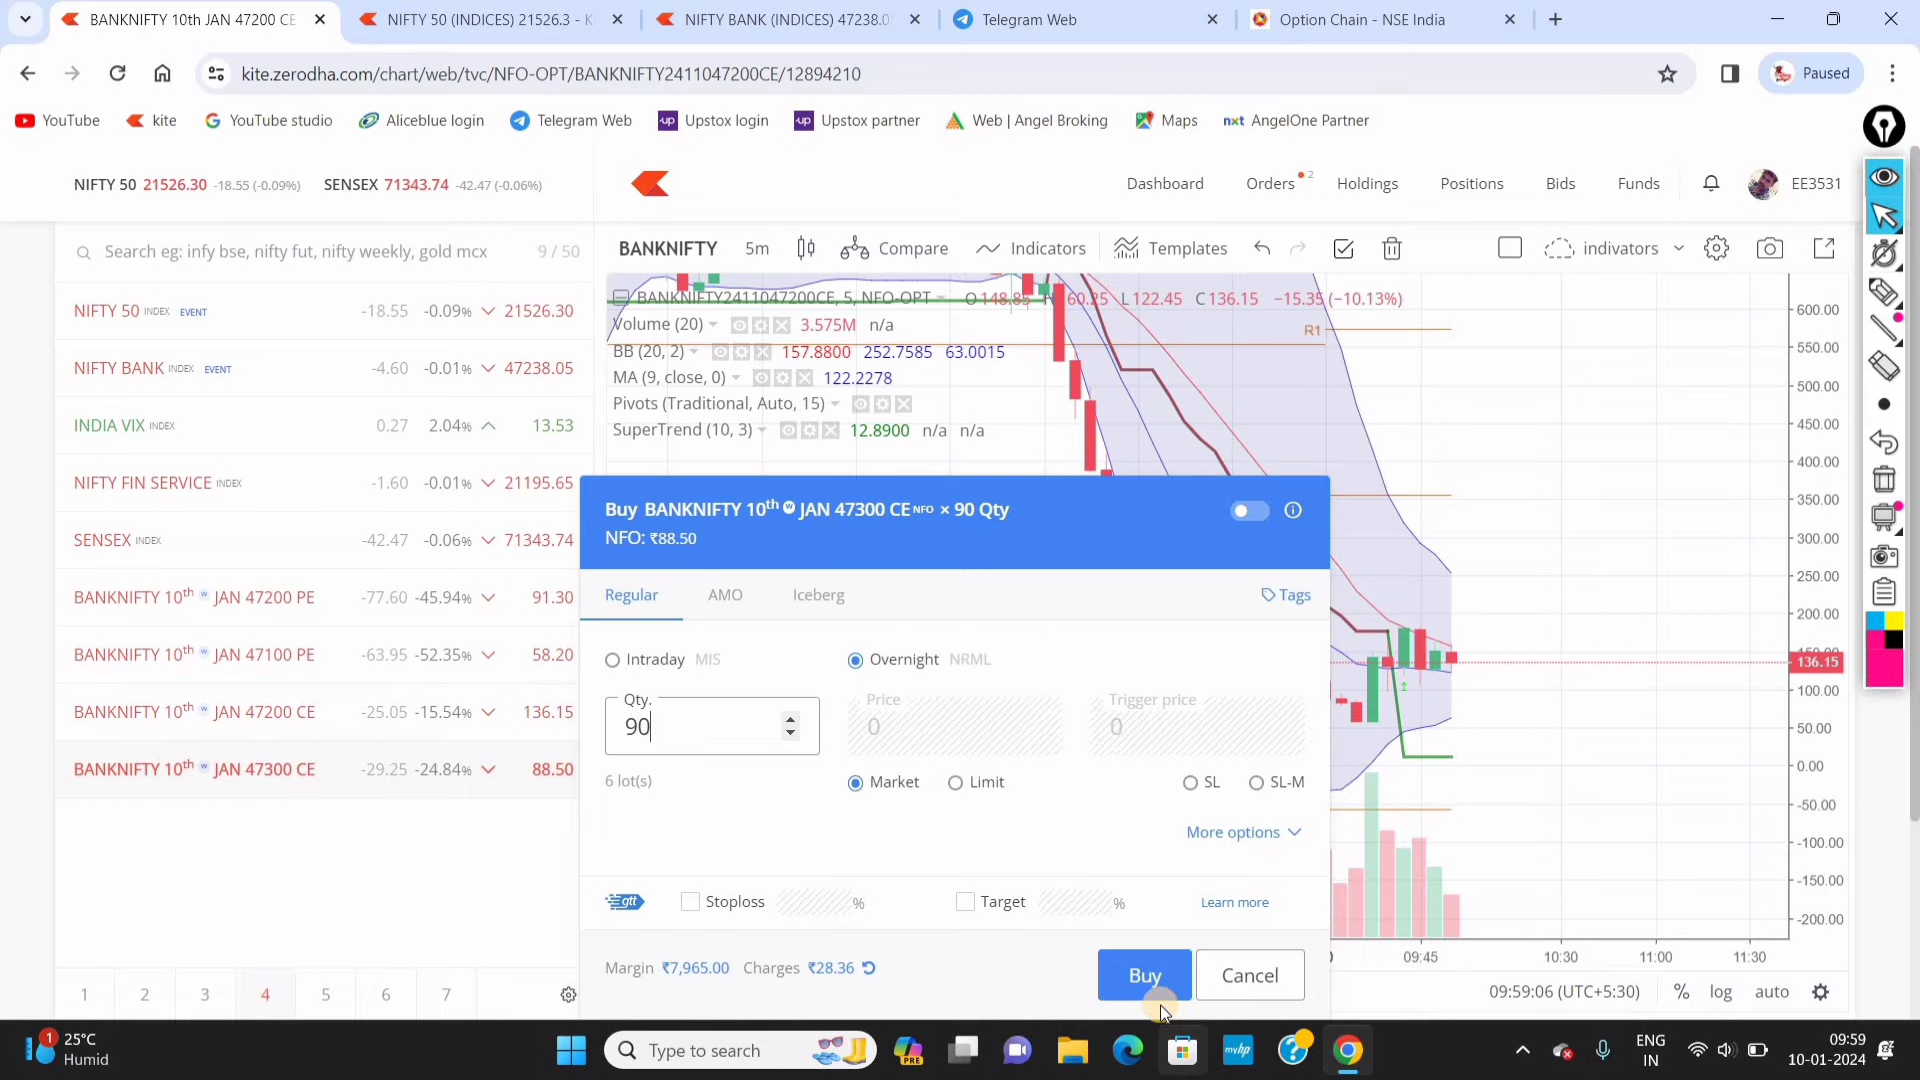 BANKNIFTY 10th JAN 47200 CE
NIFTY 50 (INDICES) 21526.3 - K
NIFTY BANK (INDICES) 47238.0
Telegram Web
Option Chain - NSE India
kite.zerodha.com/chart/web/tvc/NFO-OPT/BANKNIFTY2411047200CE/12894210
Paused
YouTube kite YouTube studio Aliceblue login Telegram Web Upstox login Upstox partner Web | Angel Broking Maps AngelOne Partner
NIFTY 50 21526.30 -18.55 (-0.09%) SENSEX 71343.74 -42.47 (-0.06%)
Dashboard Orders 2 Holdings Positions Bids Funds EE3531
Search eg: infy bse, nifty fut, nifty weekly, gold mcx 9 / 50
BANKNIFTY 5m Compare Indicators Templates indivators
NIFTY 50 INDEX EVENT -18.55 -0.09% 21526.30
NIFTY BANK INDEX EVENT -4.60 -0.01% 47238.05
INDIA VIX INDEX 0.27 2.04% 13.53
NIFTY FIN SERVICE INDEX -1.60 -0.01% 21195.65
SENSEX INDEX -42.47 -0.06% 71343.74
BANKNIFTY 10th w JAN 47200 PE -77.60 -45.94% 91.30
BANKNIFTY 10th w JAN 47100 PE -63.95 -52.35% 58.20
BANKNIFTY 10th w JAN 47200 CE -25.05 -15.54% 136.15
BANKNIFTY 10th w JAN 47300 CE -29.25 -24.84% 88.50
1 2 3 4 5 6 7
BANKNIFTY2411047200CE, 5, NFO-OPT O 148.85 H 160.25 L 122.45 C 136.15 −15.35 (−10.13%)
Volume (20) 3.575M n/a
BB (20, 2) 157.8800 252.7585 63.0015
MA (9, close, 0) 122.2278
Pivots (Traditional, Auto, 15)
SuperTrend (10, 3) 12.8900 n/a n/a
R1
Buy BANKNIFTY 10th w JAN 47300 CE NFO × 90 Qty
NFO: ₹88.50
Regular AMO Iceberg Tags
Intraday MIS Overnight NRML
Qty. Price Trigger price
90 0 0
6 lot(s) Market Limit SL SL-M
More options
gtt Stoploss % Target % Learn more
Margin ₹7,965.00 Charges ₹28.36 Buy Cancel
600.00
550.00
500.00
450.00
400.00
350.00
300.00
250.00
200.00
136.15
100.00
50.00
0.00
-50.00
-100.00
-150.00
-200.00
09:45 10:30 11:00 11:30
09:59:06 (UTC+5:30) % log auto
1 25°C
Humid
Type to search
PRE
myhp
ENG
IN
09:59
10-01-2024